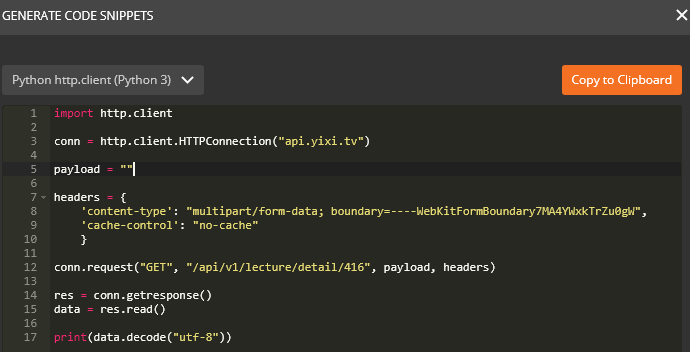 GENERATE CODE SNIPPETS
Python http.client (Python 3)
Copy to Clipboard
1 import http.client
2
3 conn = http.client.HTTPConnection("api.yixi.tv")
4
5 payload = ""
6
7 headers = {
8     'content-type': "multipart/form-data; boundary=----WebKitFormBoundary7MA4YWxkTrZu0gW",
9     'cache-control': "no-cache"
10     }
11
12 conn.request("GET", "/api/v1/lecture/detail/416", payload, headers)
13
14 res = conn.getresponse()
15 data = res.read()
16
17 print(data.decode("utf-8"))